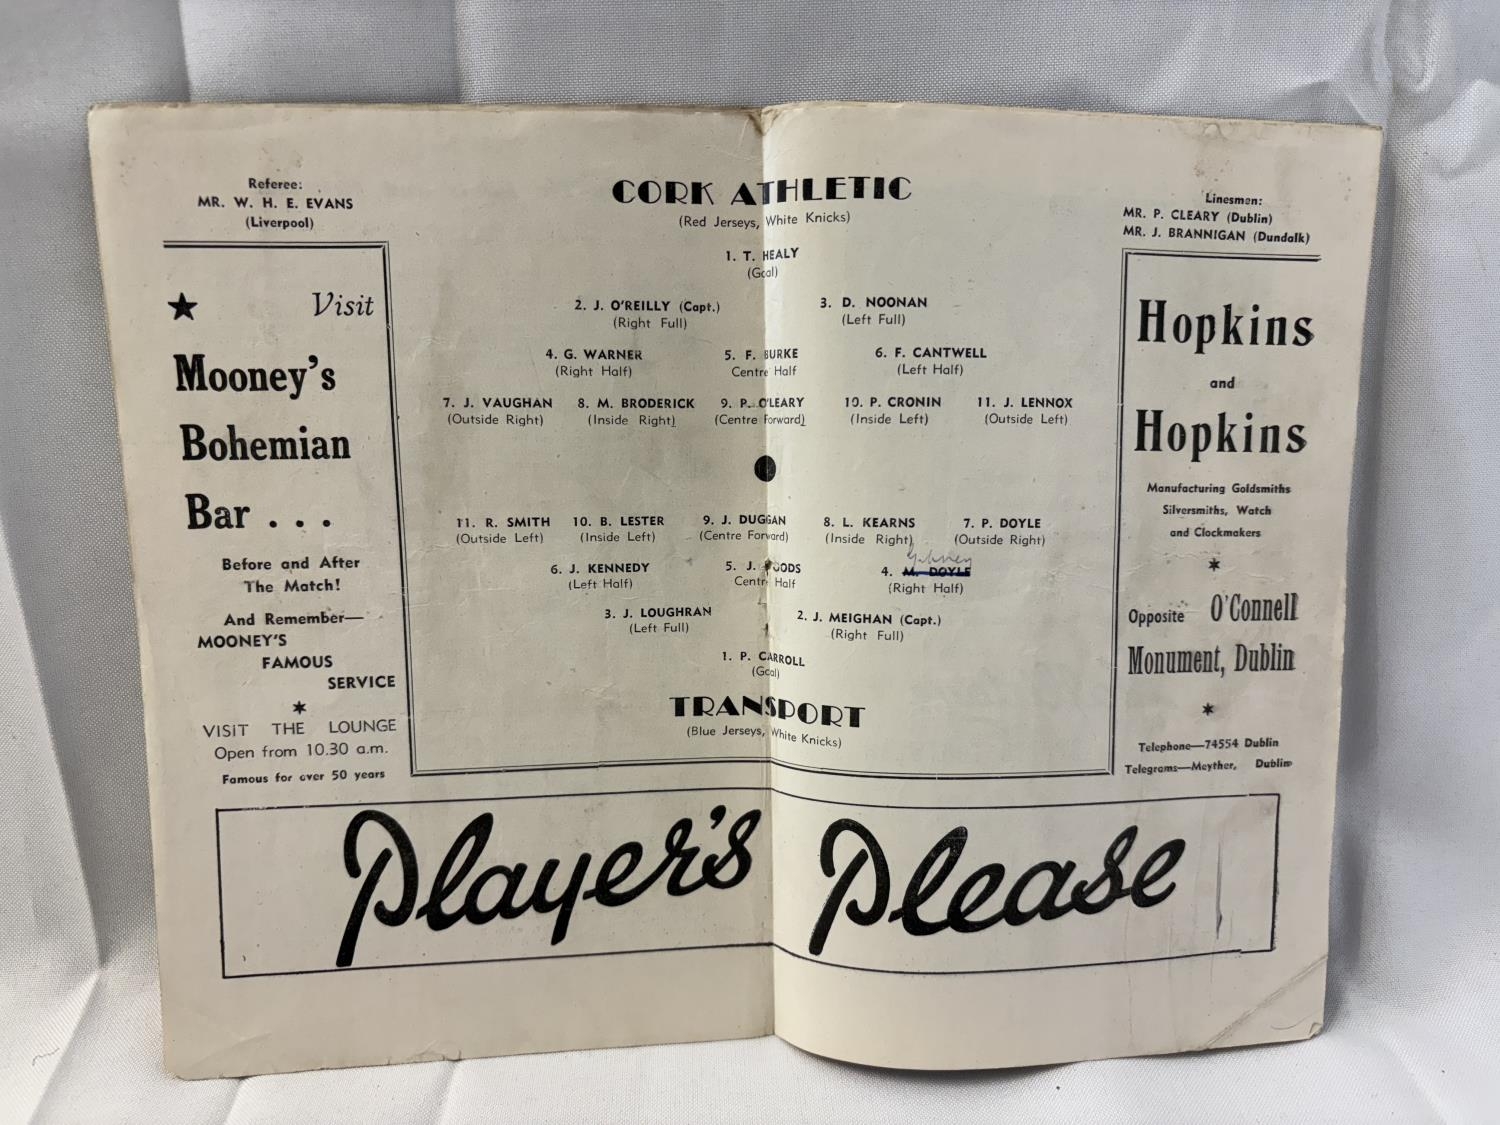 Referee:
MR. W. H. E. EVANS
(Liverpool)
★ Visit
Mooney's
Bohemian
Bar . . .
Before and After
The Match!
And Remember—
MOONEY'S
FAMOUS
SERVICE
VISIT THE LOUNGE
Open from 10.30 a.m.
Famous for over 50 years
CORK ATHLETIC
(Red Jerseys, White Knicks)
1. T. HEALY
(Goal)
2. J. O'REILLY (Capt.) 3. D. NOONAN
(Right Full) (Left Full)
4. G. WARNER 5. F. BURKE 6. F. CANTWELL
(Right Half) Centre Half (Left Half)
7. J. VAUGHAN 8. M. BRODERICK 9. P. O'LEARY 10. P. CRONIN 11. J. LENNOX
(Outside Right) (Inside Right) (Centre Forward) (Inside Left) (Outside Left)
11. R. SMITH 10. B. LESTER 9. J. DUGGAN 8. L. KEARNS 7. P. DOYLE
(Outside Left) (Inside Left) (Centre Forward) (Inside Right) (Outside Right)
6. J. KENNEDY 5. J. WOODS 4. M. DOYLE
(Left Half) Centre Half (Right Half)
3. J. LOUGHRAN 2. J. MEIGHAN (Capt.)
(Left Full) (Right Full)
1. P. CARROLL
(Goal)
TRANSPORT
(Blue Jerseys, White Knicks)
Linesmen:
MR. P. CLEARY (Dublin)
MR. J. BRANNIGAN (Dundalk)
Hopkins
and
Hopkins
Manufacturing Goldsmiths
Silversmiths, Watch
and Clockmakers
Opposite O'Connell
Monument, Dublin
Telephone—74554 Dublin
Telegrams—Meyther, Dublin
Player's Please